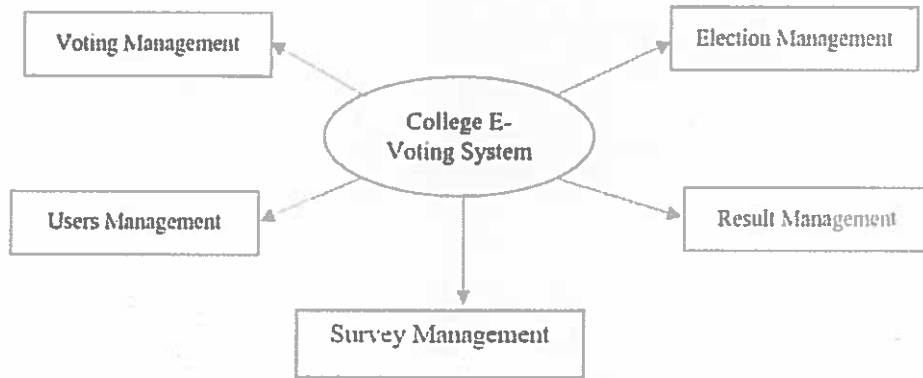 Voting Management
Election Management
College E-
Voting System
Users Management
Result Management
Survey Management